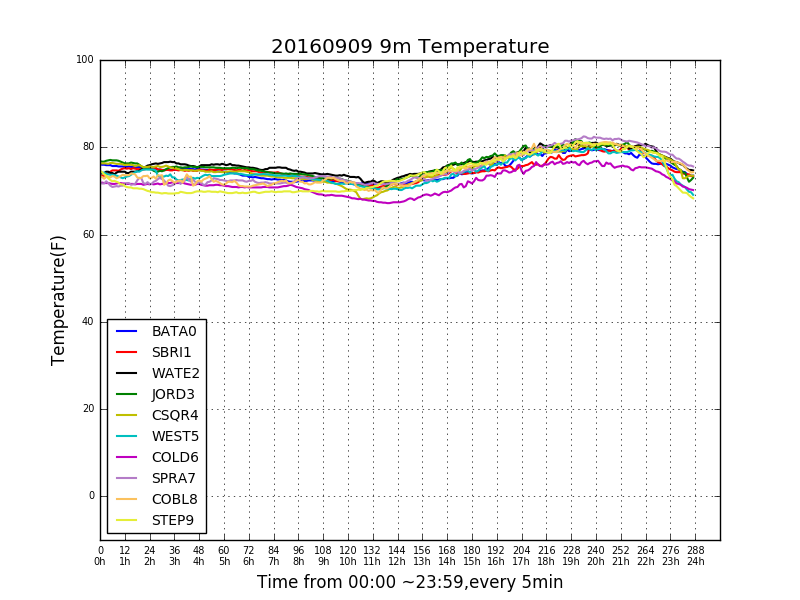 20160909 9m Temperature
Temperature(F)
100
80
60
40
20
0
BATA0
SBRI1
WATE2
JORD3
CSQR4
WEST5
COLD6
SPRA7
COBL8
STEP9
0 12 24 36 48 60 72 84 96 108 120 132 144 156 168 180 192 204 216 228 240 252 264 276 288
0h 1h 2h 3h 4h 5h 6h 7h 8h 9h 10h 11h 12h 13h 14h 15h 16h 17h 18h 19h 20h 21h 22h 23h 24h
Time from 00:00 ~23:59,every 5min